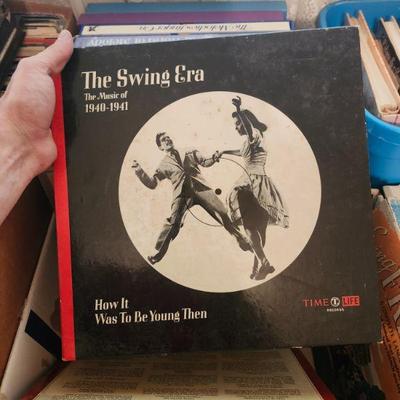 The Swing Era
The Music of
1940-1941
How It
Was To Be Young Then
TIME LIFE
RECORDS